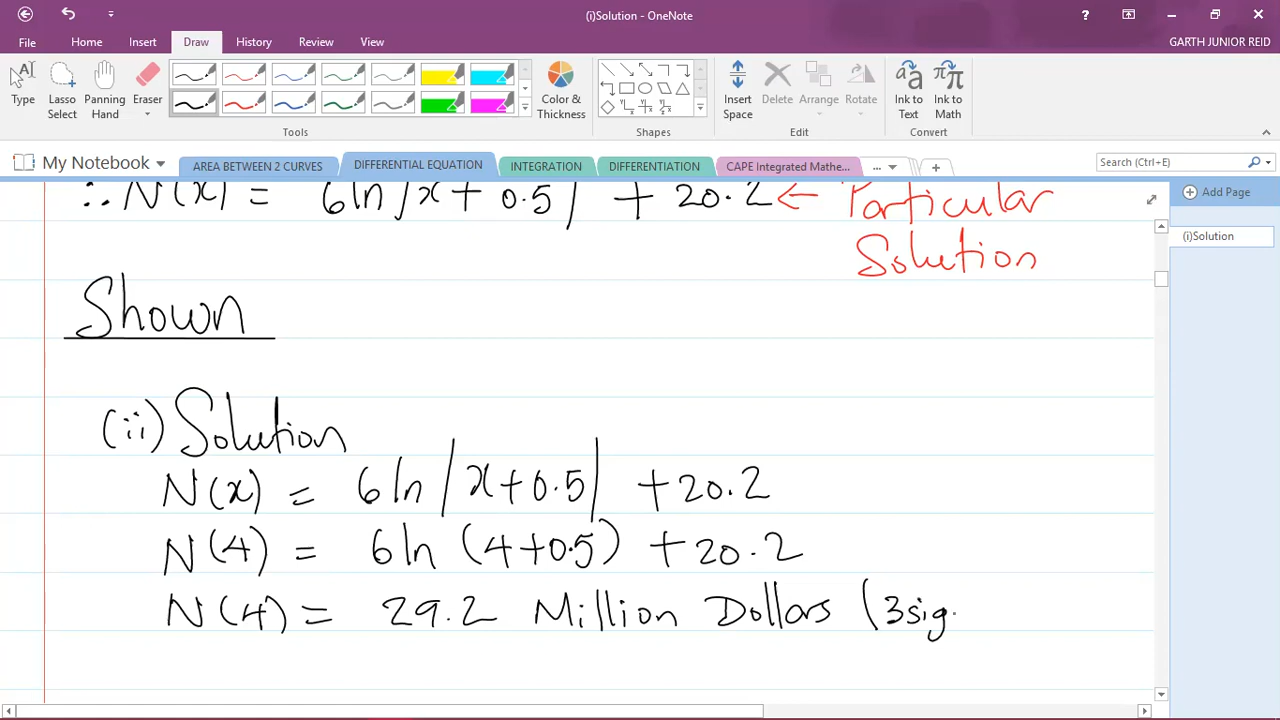 (i)Solution - OneNote
File Home Insert Draw History Review View
GARTH JUNIOR REID
Type
Lasso Select
Panning Hand
Eraser
Color & Thickness
Insert Space
Delete
Arrange
Rotate
Ink to Text
Ink to Math
Tools
Shapes
Edit
Convert
My Notebook
AREA BETWEEN 2 CURVES
DIFFERENTIAL EQUATION
INTEGRATION
DIFFERENTIATION
CAPE Integrated Mathe...
...
Search (Ctrl+E)
Add Page
(i)Solution
∴ N(x) = 6ln|x + 0.5| + 20.2 ← Particular
Solution
Shown
(ii) Solution
N(x) = 6ln|x+0.5| +20.2
N(4) = 6ln(4+0.5) +20.2
N(4) = 29.2 Million Dollars (3sig.